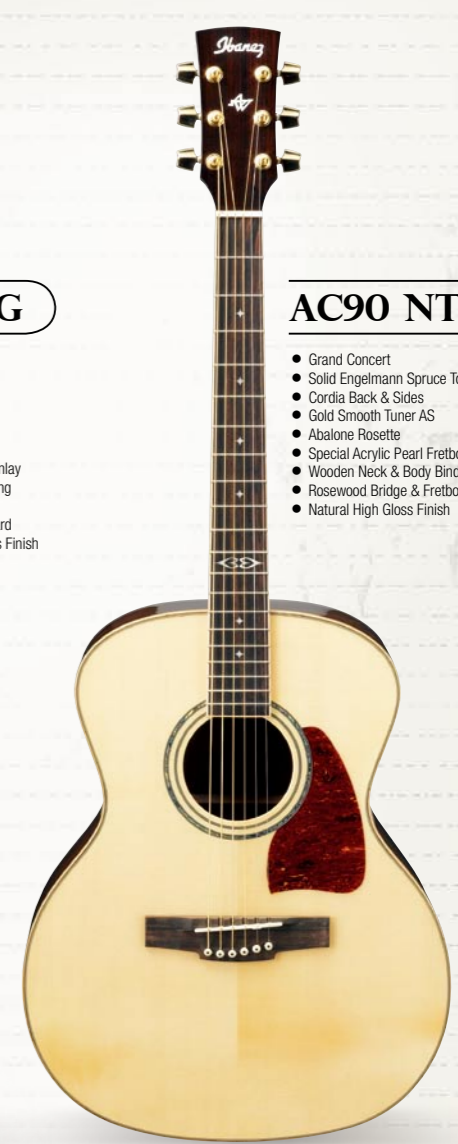 Ibanez
G
nlay
ng
rd
s Finish
AC90 NT
• Grand Concert
• Solid Engelmann Spruce To
• Cordia Back & Sides
• Gold Smooth Tuner AS
• Abalone Rosette
• Special Acrylic Pearl Fretbo
• Wooden Neck & Body Bind
• Rosewood Bridge & Fretbo
• Natural High Gloss Finish